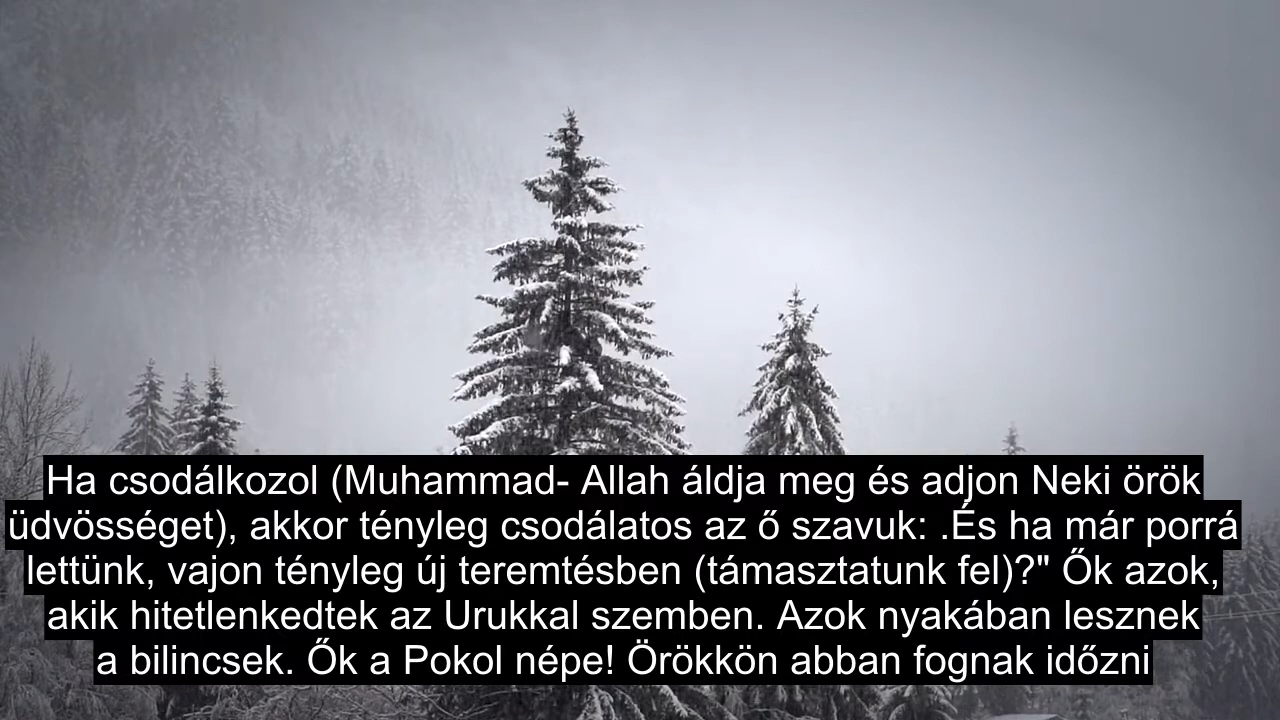 Ha csodálkozol (Muhammad- Allah áldja meg és adjon Neki örök
üdvösséget), akkor tényleg csodálatos az ő szavuk: .És ha már porrá
lettünk, vajon tényleg új teremtésben (támasztatunk fel)?" Ők azok,
akik hitetlenkedtek az Urukkal szemben. Azok nyakában lesznek
a bilincsek. Ők a Pokol népe! Örökkön abban fognak időzni